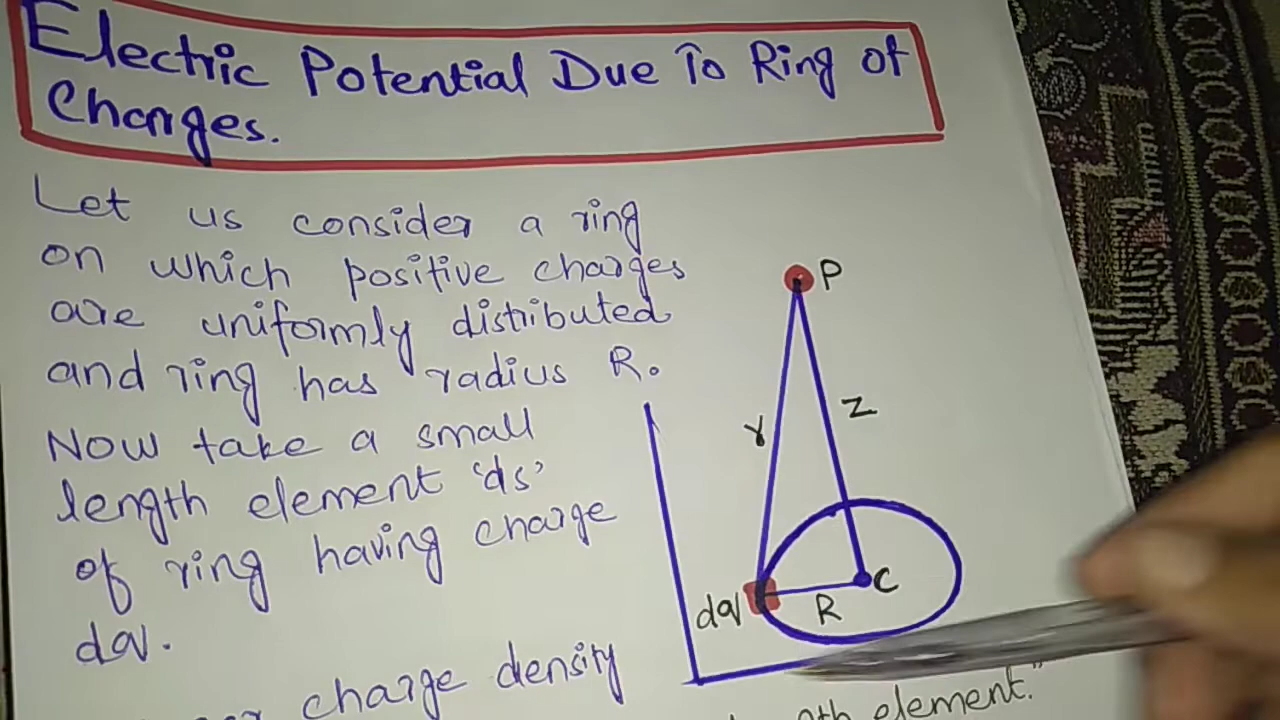 Electric Potential Due To Ring of
Charges.
Let us consider a ring
on which positive charges
are uniformly distributed
and ring has radius R.
Now take a small
length element 'ds'
of ring having charge
dq.
charge density
element."
P
r
z
dq
R
C